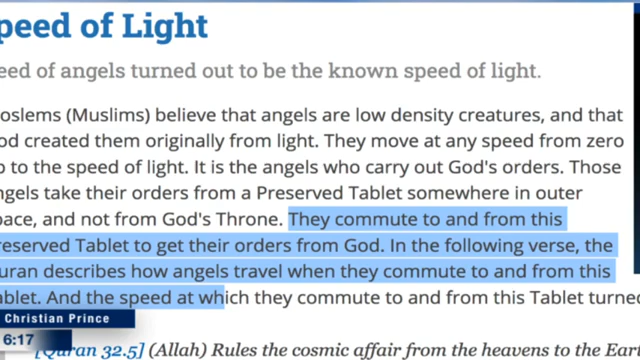 peed of Light
eed of angels turned out to be the known speed of light.
oslems (Muslims) believe that angels are low density creatures, and that
od created them originally from light. They move at any speed from zero
p to the speed of light. It is the angels who carry out God's orders. Those
ngels take their orders from a Preserved Tablet somewhere in outer
pace, and not from God's Throne. They commute to and from this
reserved Tablet to get their orders from God. In the following verse, the
uran describes how angels travel when they commute to and from this
ablet. And the speed at which they commute to and from this Tablet turned
Christian Prince
6:17
[Quran 32.5] (Allah) Rules the cosmic affair from the heavens to the Eart